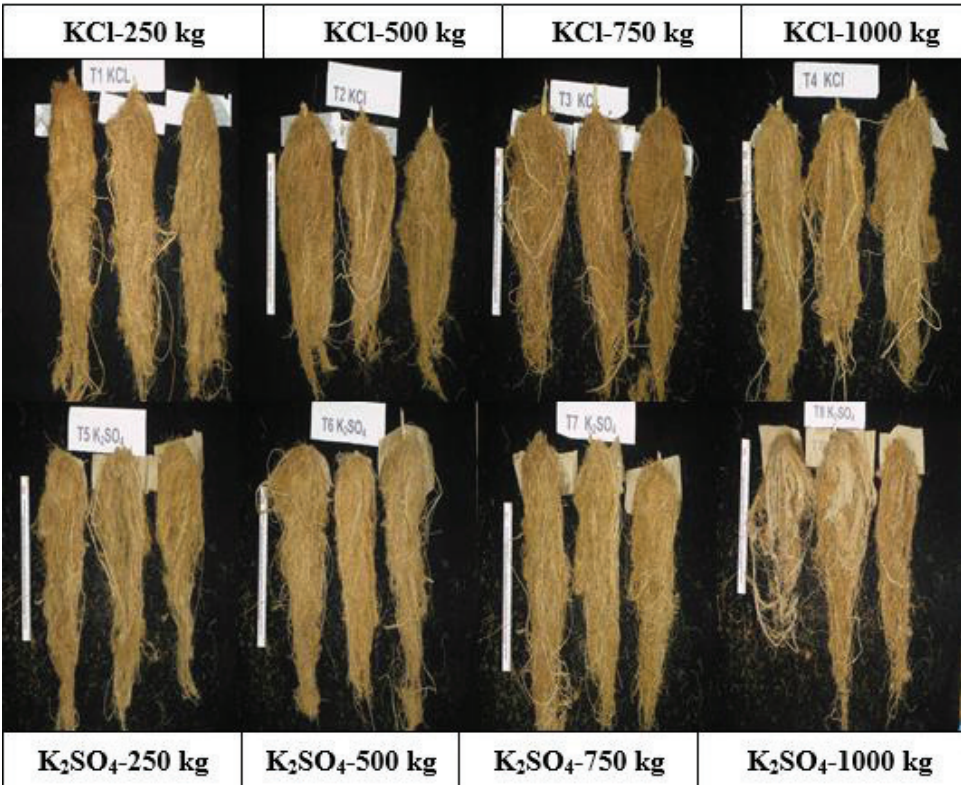 KCl-250 kg
KCl-500 kg
KCl-750 kg
KCl-1000 kg
T1 KCL
T2 KCl
T3 KCl
T4 KCl
T5 K₂SO₄
T6 K₂SO₄
T7 K₂SO₄
T8 K₂SO₄
K₂SO₄-250 kg
K₂SO₄-500 kg
K₂SO₄-750 kg
K₂SO₄-1000 kg